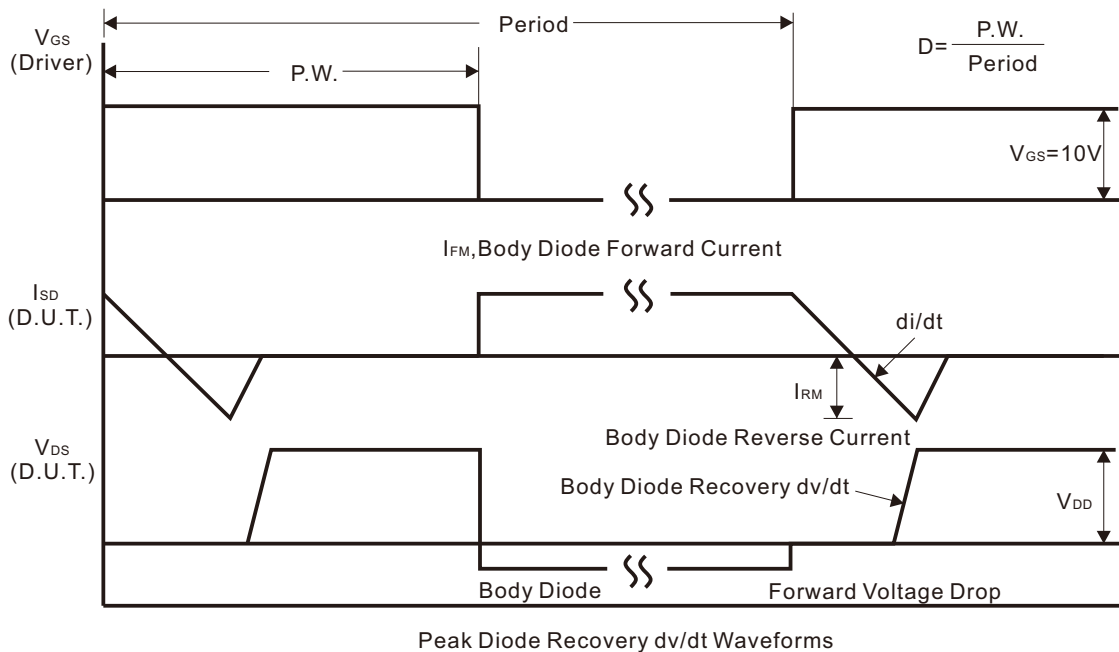 Period
VGS
(Driver)
P.W.
D= P.W.
Period
VGS=10V
IFM,Body Diode Forward Current
ISD
(D.U.T.)
di/dt
IRM
Body Diode Reverse Current
VDS
(D.U.T.)
Body Diode Recovery dv/dt
VDD
Body Diode
Forward Voltage Drop
Peak Diode Recovery dv/dt Waveforms